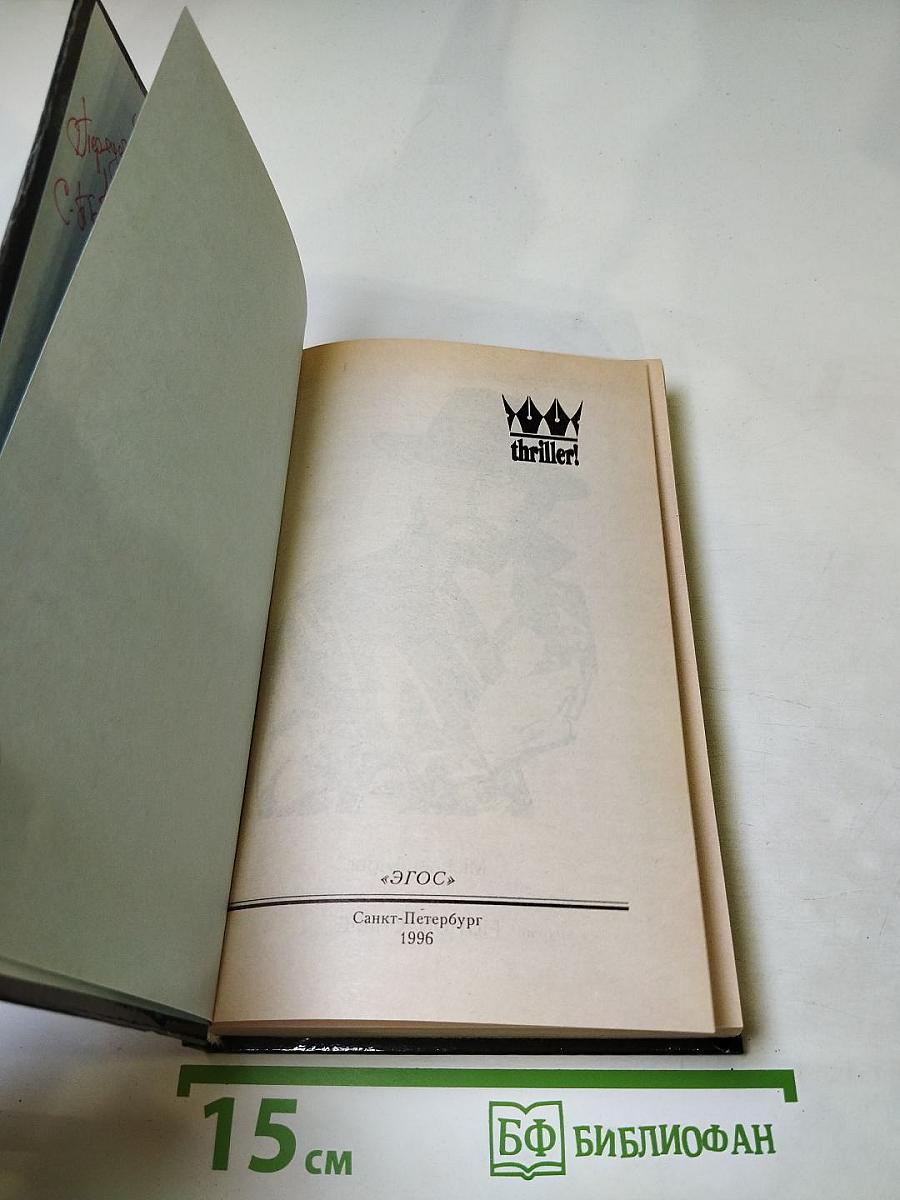 thriller!
«ЭГОС»
Санкт-Петербург
1996
15 см
БФ БИБЛИОФАН